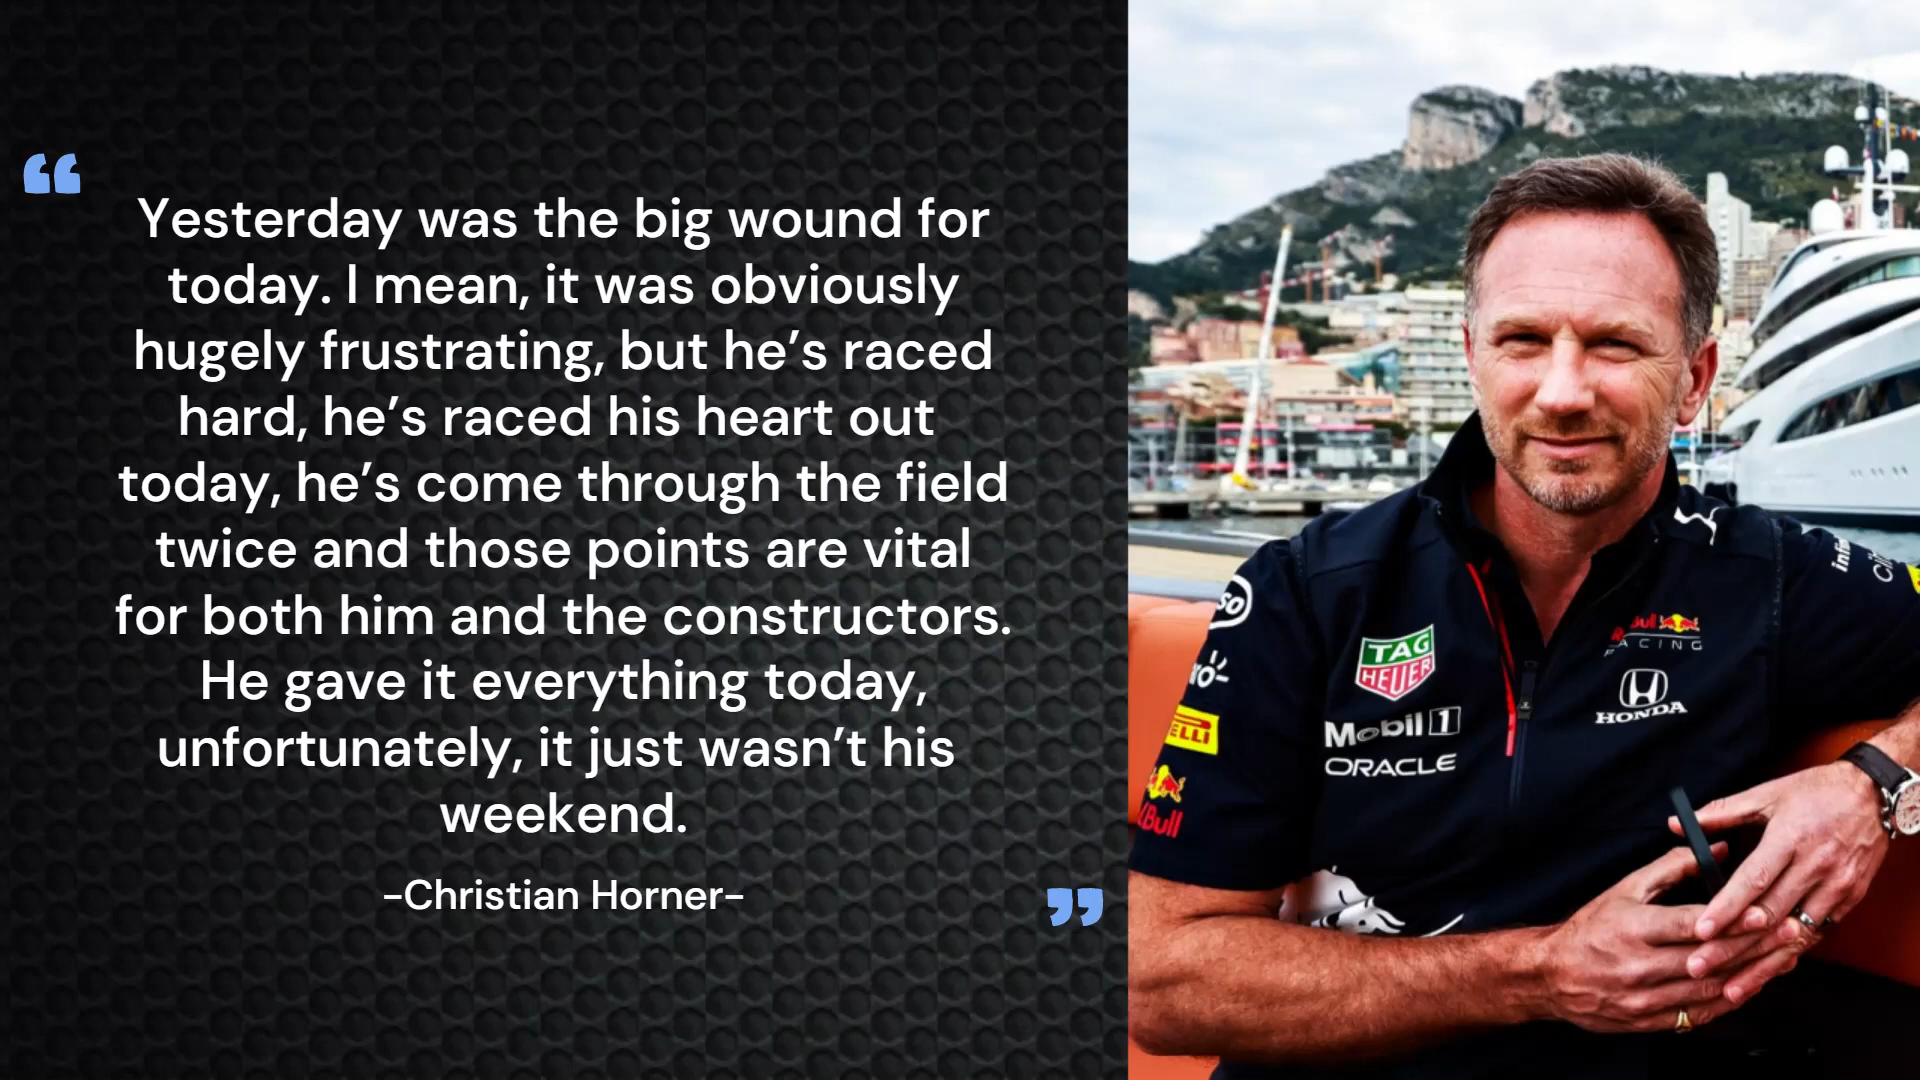 “
Yesterday was the big wound for
today. I mean, it was obviously
hugely frustrating, but he’s raced
hard, he’s raced his heart out
today, he’s come through the field
twice and those points are vital
for both him and the constructors.
He gave it everything today,
unfortunately, it just wasn’t his
weekend.
-Christian Horner-
”
TAG
HEUER
Mobil 1
ORACLE
Bull
RACING
HONDA
Bull